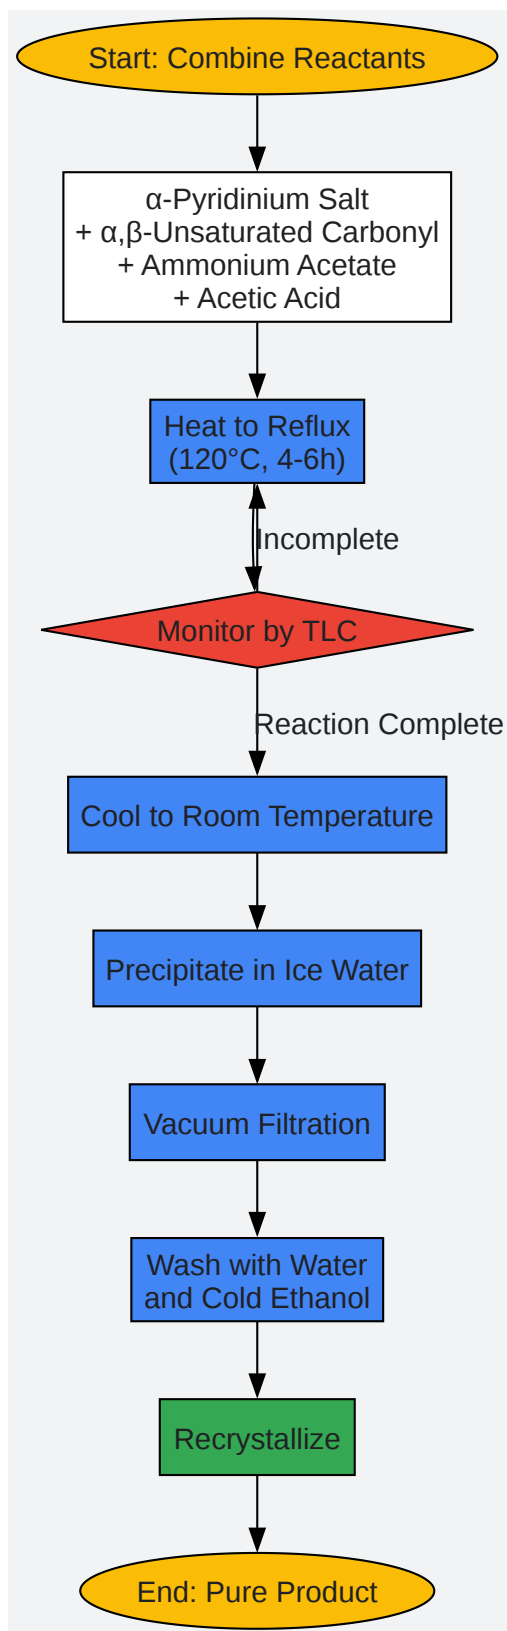 Start: Combine Reactants
α-Pyridinium Salt
+ α,β-Unsaturated Carbonyl
+ Ammonium Acetate
+ Acetic Acid
Heat to Reflux
(120°C, 4-6h)
Incomplete
Monitor by TLC
Reaction Complete
Cool to Room Temperature
Precipitate in Ice Water
Vacuum Filtration
Wash with Water
and Cold Ethanol
Recrystallize
End: Pure Product